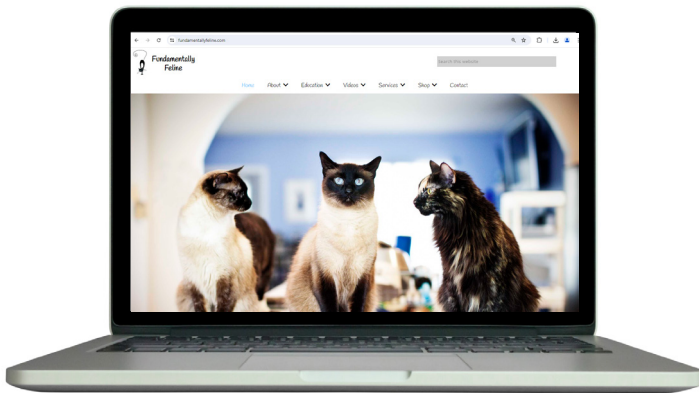 fundamentallyfeline.com
Fundamentally
Feline
Search this website
Home About Education Videos Services Shop Contact